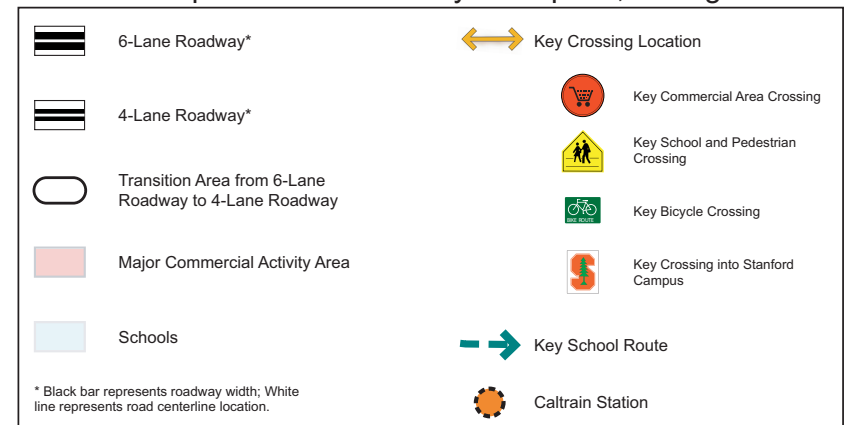 6-Lane Roadway*
4-Lane Roadway*
Transition Area from 6-Lane
Roadway to 4-Lane Roadway
Major Commercial Activity Area
Schools
* Black bar represents roadway width; White
line represents road centerline location.
Key Crossing Location
Key Commercial Area Crossing
Key School and Pedestrian
Crossing
BIKE ROUTE
Key Bicycle Crossing
S
Key Crossing into Stanford
Campus
Key School Route
Caltrain Station